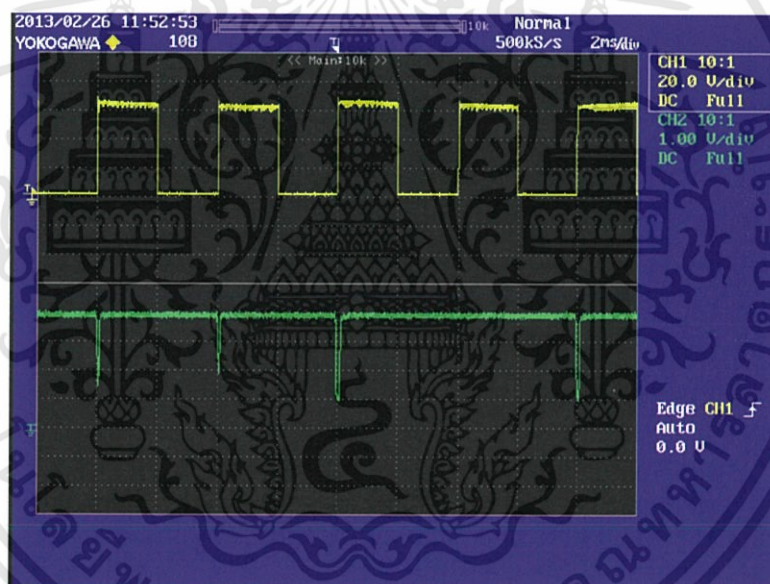 2013/02/26 11:52:53
10k
Normal
YOKOGAWA
108
500kS/s
2ms/div
<< Main:10k >>
CH1 10:1
20.0 V/div
DC Full
CH2 10:1
1.00 V/div
DC Full
Edge CH1
Auto
0.0 V